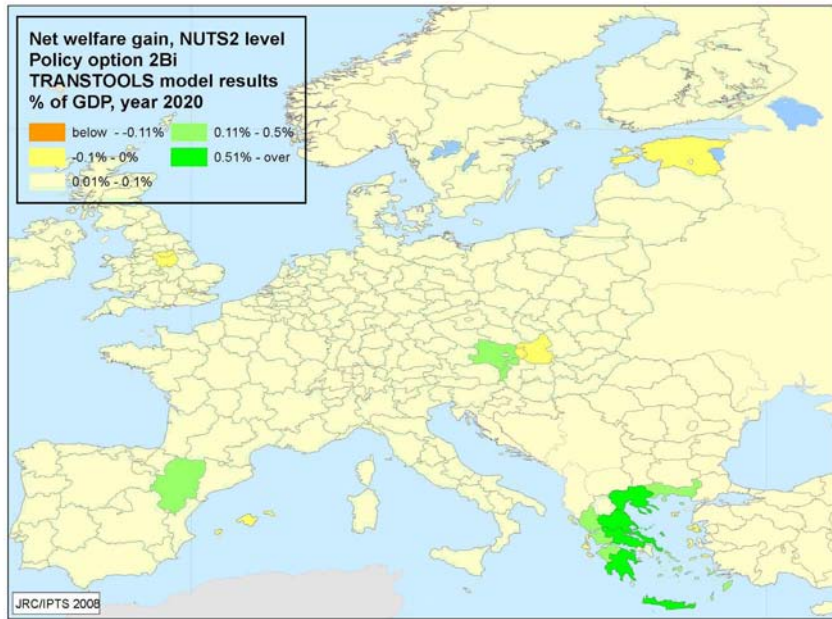 Net welfare gain, NUTS2 level
Policy option 2Bi
TRANSTOOLS model results
% of GDP, year 2020
below - -0.11%
0.11% - 0.5%
-0.1% - 0%
0.51% - over
0.01% - 0.1%
JRC/IPTS 2008